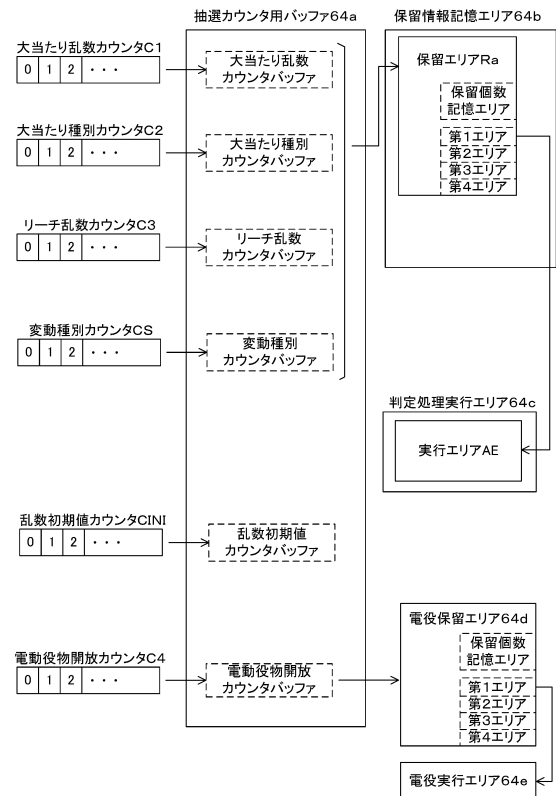 抽選カウンタ用バッファ64a
保留情報記憶エリア64b
大当たり乱数カウンタC1
0 1 2 ・・・
大当たり乱数
カウンタバッファ
保留エリアRa
保留個数
記憶エリア
第1エリア
第2エリア
第3エリア
第4エリア
大当たり種別カウンタC2
0 1 2 ・・・
大当たり種別
カウンタバッファ
リーチ乱数カウンタC3
0 1 2 ・・・
リーチ乱数
カウンタバッファ
変動種別カウンタCS
0 1 2 ・・・
変動種別
カウンタバッファ
判定処理実行エリア64c
実行エリアAE
乱数初期値カウンタCINI
0 1 2 ・・・
乱数初期値
カウンタバッファ
電動役物開放カウンタC4
0 1 2 ・・・
電動役物開放
カウンタバッファ
電役保留エリア64d
保留個数
記憶エリア
第1エリア
第2エリア
第3エリア
第4エリア
電役実行エリア64e